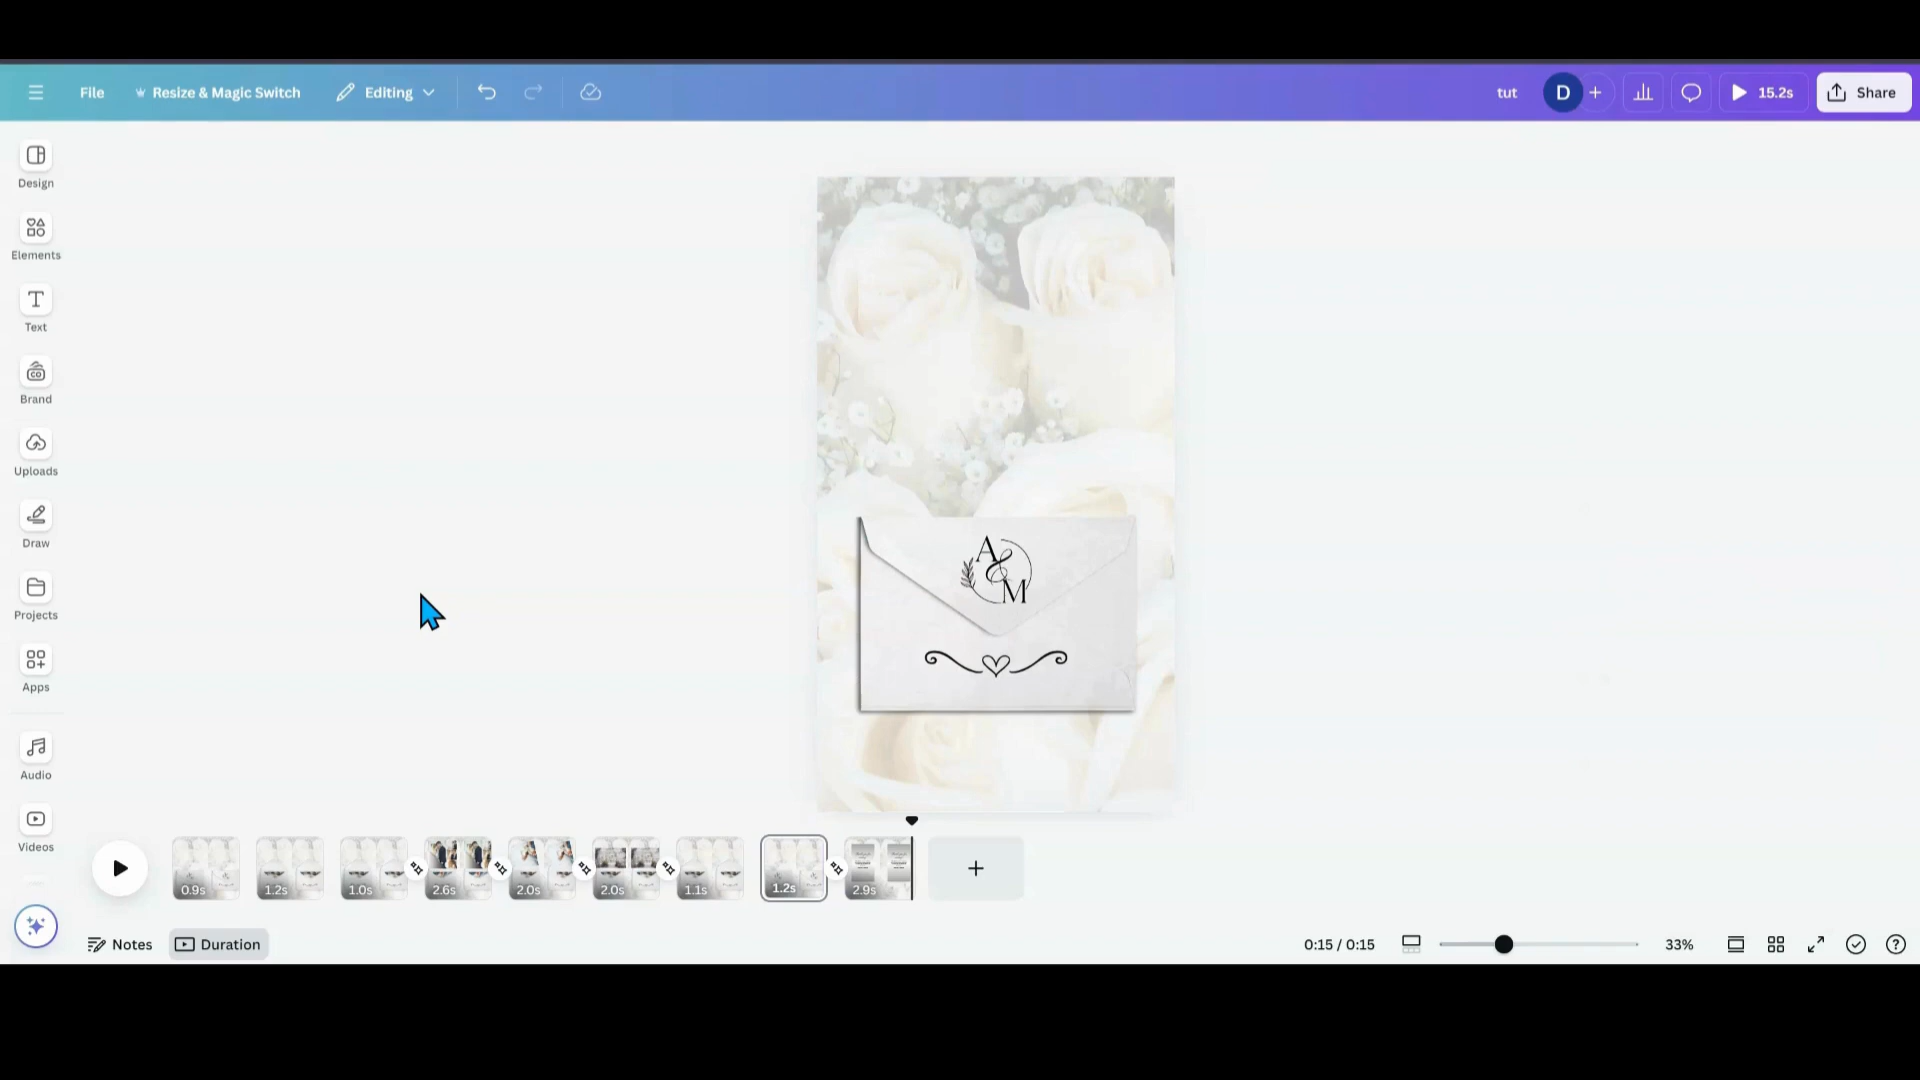 File
Resize & Magic Switch
Editing
tut
D
15.2s
Share
Design
Elements
Text
CO
Brand
Uploads
Draw
Projects
Apps
Audio
Videos
A
&
M
0.9s
1.2s
1.0s
2.6s
2.0s
2.0s
1.1s
1.2s
2.9s
Notes
Duration
0:15 / 0:15
33%